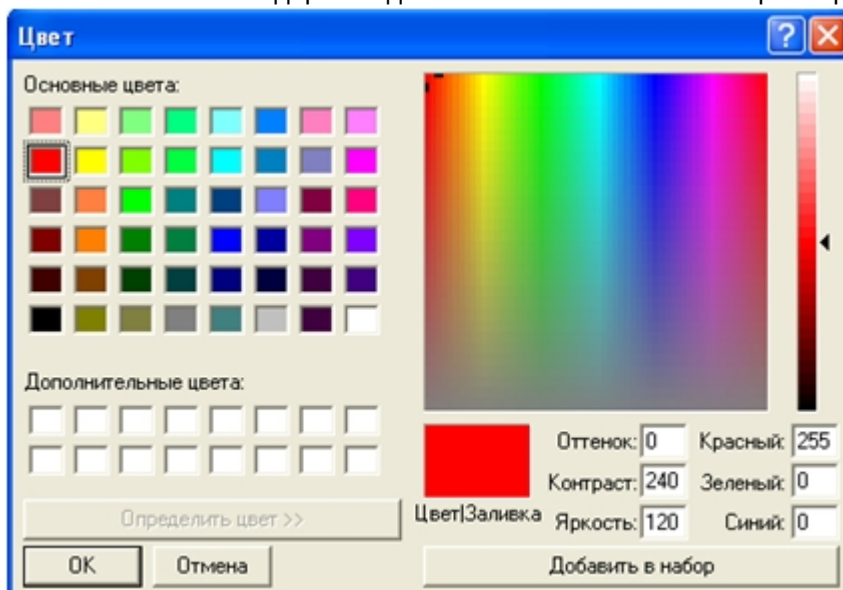 Цвет
Основные цвета:
Дополнительные цвета:
Определить цвет >>
OK
Отмена
Цвет|Заливка
Оттенок: 0
Контраст: 240
Яркость: 120
Красный: 255
Зеленый: 0
Синий: 0
Добавить в набор